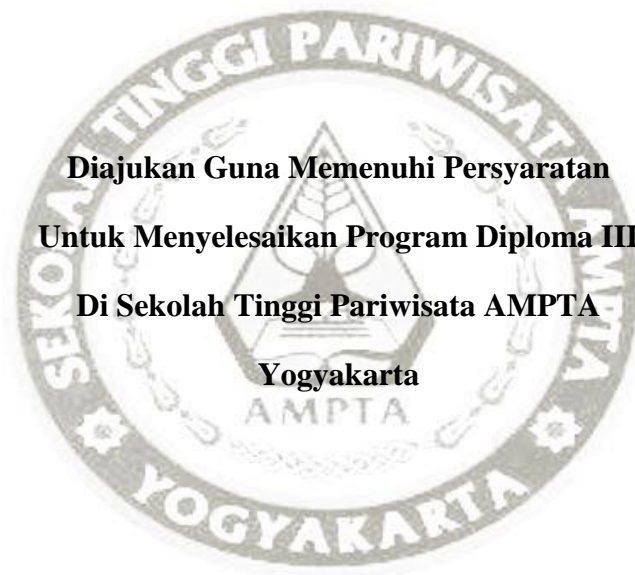 SEKOLAH TINGGI PARIWISATA AMPTA
Diajukan Guna Memenuhi Persyaratan
Untuk Menyelesaikan Program Diploma III
Di Sekolah Tinggi Pariwisata AMPTA
Yogyakarta
AMPTA
YOGYAKARTA